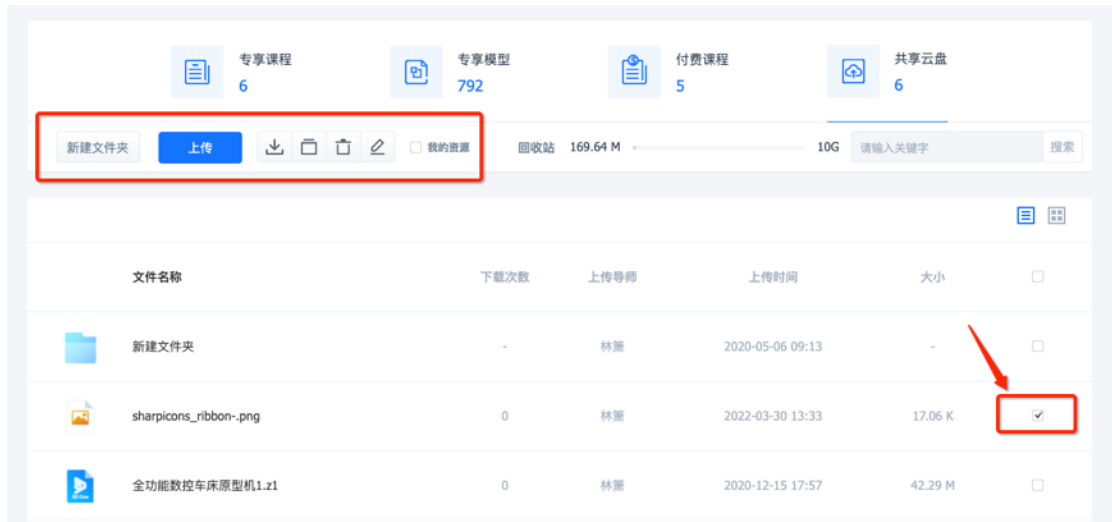 专享课程
6
专享模型
792
付费课程
5
共享云盘
6
新建文件夹 上传 我的资源 回收站 169.64 M 10G 请输入关键字 搜索
文件名称 下载次数 上传导师 上传时间 大小
新建文件夹 - 林箫 2020-05-06 09:13 -
sharpicons_ribbon-.png 0 林箫 2022-03-30 13:33 17.06 K
全功能数控车床原型机1.z1 0 林箫 2020-12-15 17:57 42.29 M